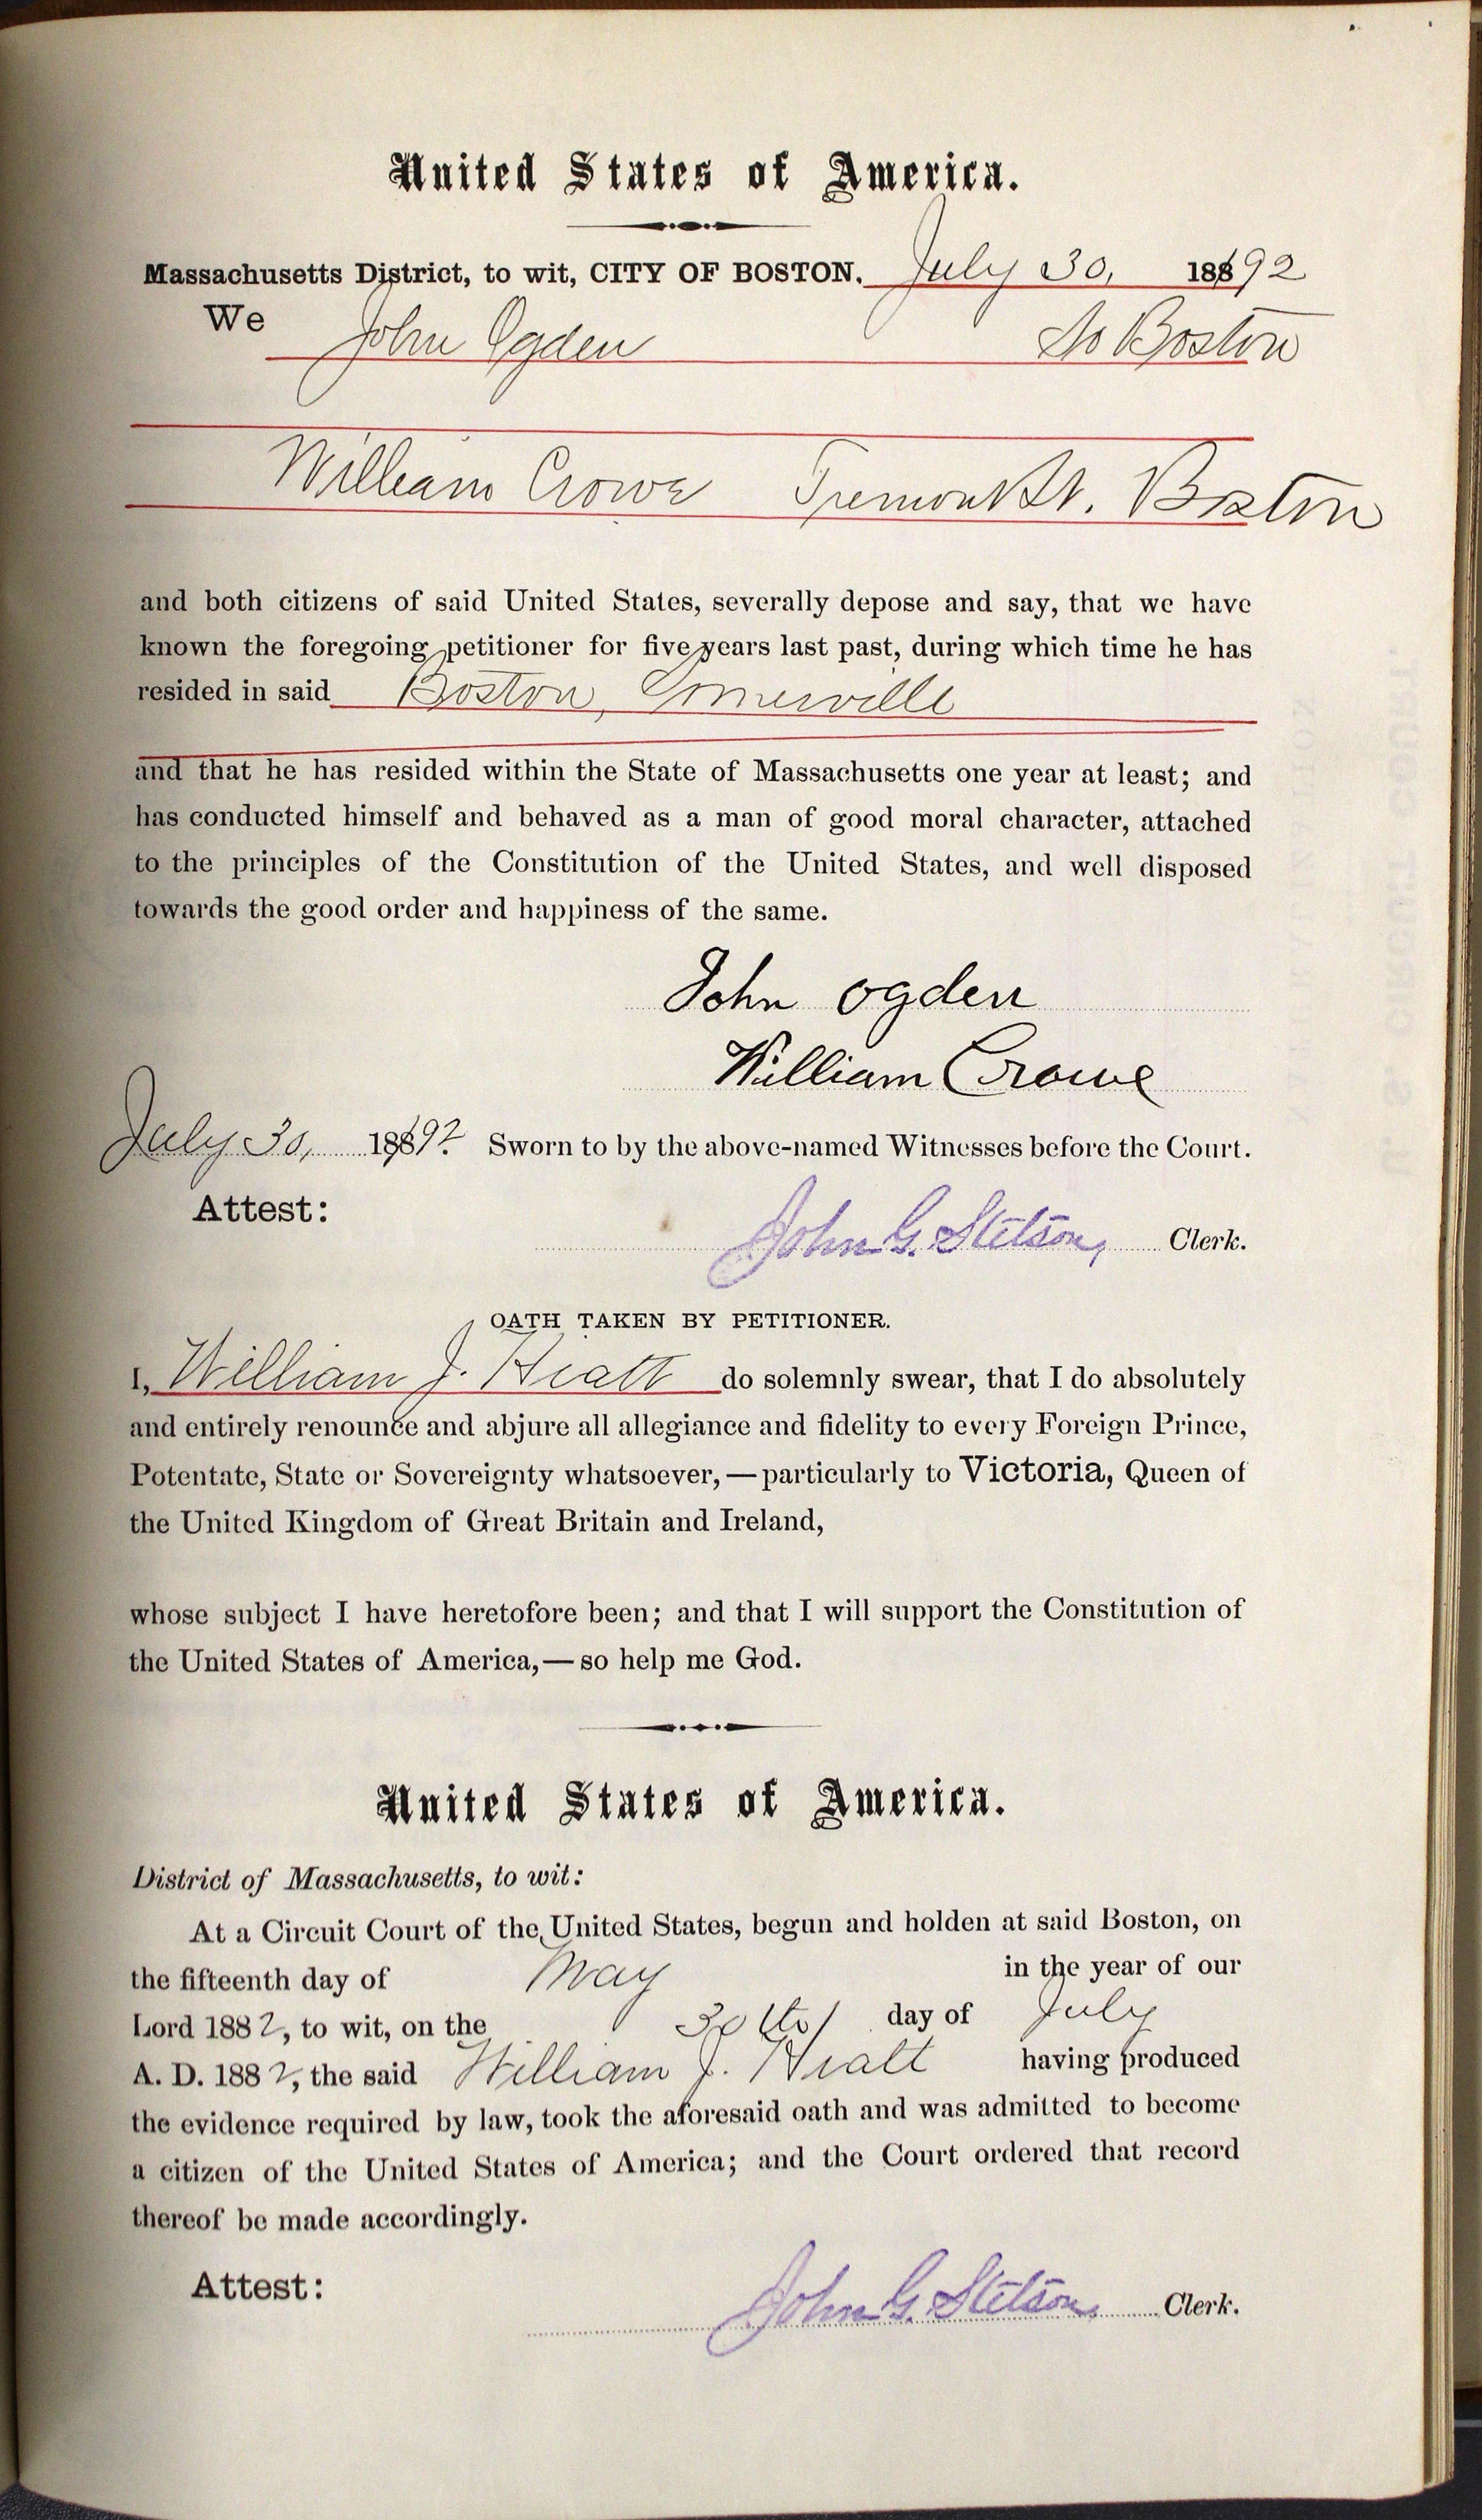 United States of America.
Massachusetts District, to wit, CITY OF BOSTON. July 30, 18892
We John Ogden So Boston
William Crowe Tremont St. Boston
and both citizens of said United States, severally depose and say, that we have
known the foregoing petitioner for five years last past, during which time he has
resided in said Boston, Somerville
and that he has resided within the State of Massachusetts one year at least; and
has conducted himself and behaved as a man of good moral character, attached
to the principles of the Constitution of the United States, and well disposed
towards the good order and happiness of the same.
John Ogden
William Crowe
July 30, 18892 Sworn to by the above-named Witnesses before the Court.
Attest:
John G. Stetson, Clerk.
OATH TAKEN BY PETITIONER.
I, William J. Hiatt do solemnly swear, that I do absolutely
and entirely renounce and abjure all allegiance and fidelity to every Foreign Prince,
Potentate, State or Sovereignty whatsoever,—particularly to Victoria, Queen of
the United Kingdom of Great Britain and Ireland,
whose subject I have heretofore been; and that I will support the Constitution of
the United States of America,—so help me God.
United States of America.
District of Massachusetts, to wit:
At a Circuit Court of the United States, begun and holden at said Boston, on
the fifteenth day of May in the year of our
Lord 1882, to wit, on the 30th day of July
A. D. 1882, the said William J. Hiatt having produced
the evidence required by law, took the aforesaid oath and was admitted to become
a citizen of the United States of America; and the Court ordered that record
thereof be made accordingly.
Attest:
John G. Stetson, Clerk.